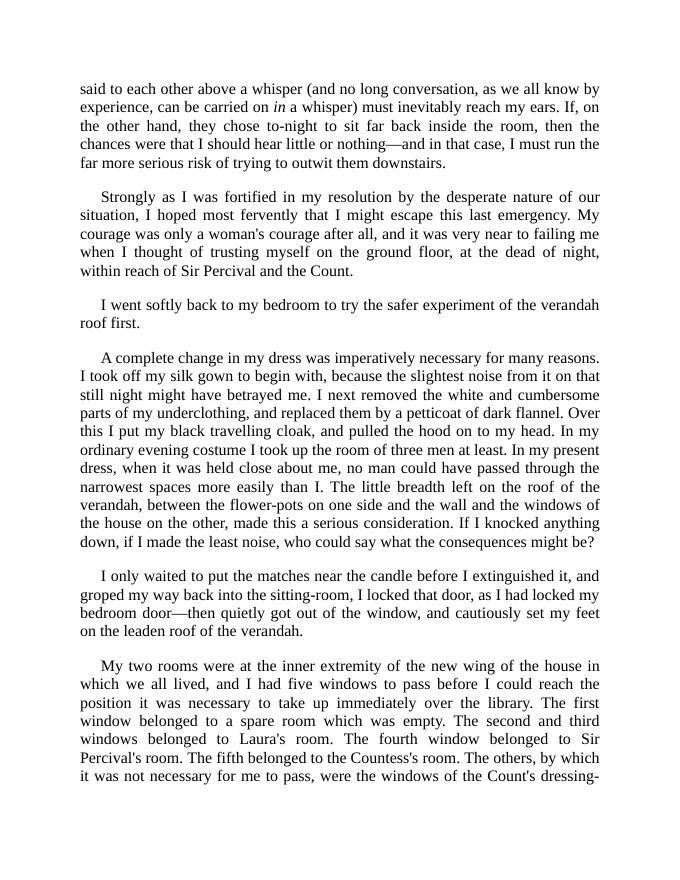 said to each other above a whisper (and no long conversation, as we all know by
experience, can be carried on in a whisper) must inevitably reach my ears. If, on
the other hand, they chose to-night to sit far back inside the room, then the
chances were that I should hear little or nothing—and in that case, I must run the
far more serious risk of trying to outwit them downstairs.
Strongly as I was fortified in my resolution by the desperate nature of our
situation, I hoped most fervently that I might escape this last emergency. My
courage was only a woman's courage after all, and it was very near to failing me
when I thought of trusting myself on the ground floor, at the dead of night,
within reach of Sir Percival and the Count.
I went softly back to my bedroom to try the safer experiment of the verandah
roof first.
A complete change in my dress was imperatively necessary for many reasons.
I took off my silk gown to begin with, because the slightest noise from it on that
still night might have betrayed me. I next removed the white and cumbersome
parts of my underclothing, and replaced them by a petticoat of dark flannel. Over
this I put my black travelling cloak, and pulled the hood on to my head. In my
ordinary evening costume I took up the room of three men at least. In my present
dress, when it was held close about me, no man could have passed through the
narrowest spaces more easily than I. The little breadth left on the roof of the
verandah, between the flower-pots on one side and the wall and the windows of
the house on the other, made this a serious consideration. If I knocked anything
down, if I made the least noise, who could say what the consequences might be?
I only waited to put the matches near the candle before I extinguished it, and
groped my way back into the sitting-room, I locked that door, as I had locked my
bedroom door—then quietly got out of the window, and cautiously set my feet
on the leaden roof of the verandah.
My two rooms were at the inner extremity of the new wing of the house in
which we all lived, and I had five windows to pass before I could reach the
position it was necessary to take up immediately over the library. The first
window belonged to a spare room which was empty. The second and third
windows belonged to Laura's room. The fourth window belonged to Sir
Percival's room. The fifth belonged to the Countess's room. The others, by which
it was not necessary for me to pass, were the windows of the Count's dressing-